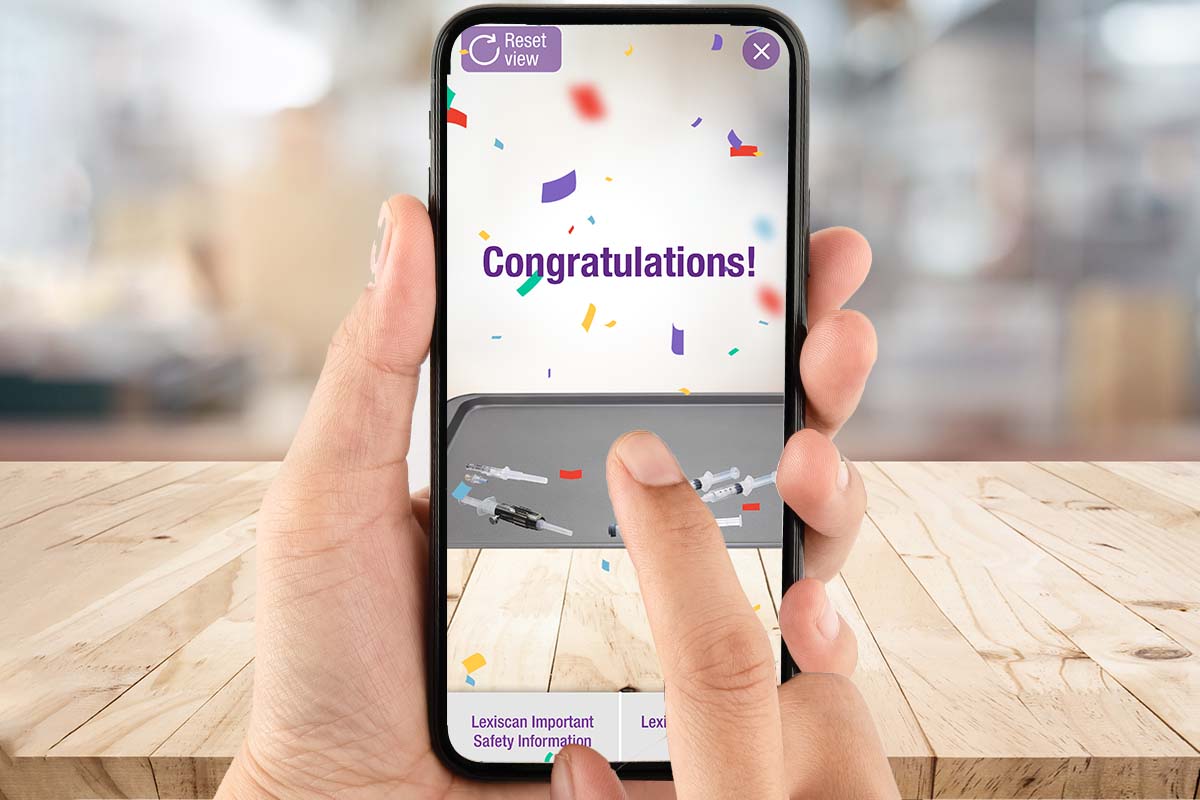 Reset
view
Congratulations!
Lexiscan Important
Safety Information